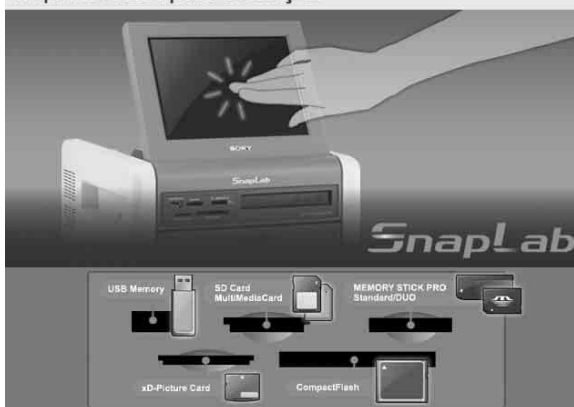 SONY
SnapLab
SnapLab
USB Memory
SD Card
MultiMediaCard
MEMORY STICK PRO
Standard/DUO
xD-Picture Card
CompactFlash